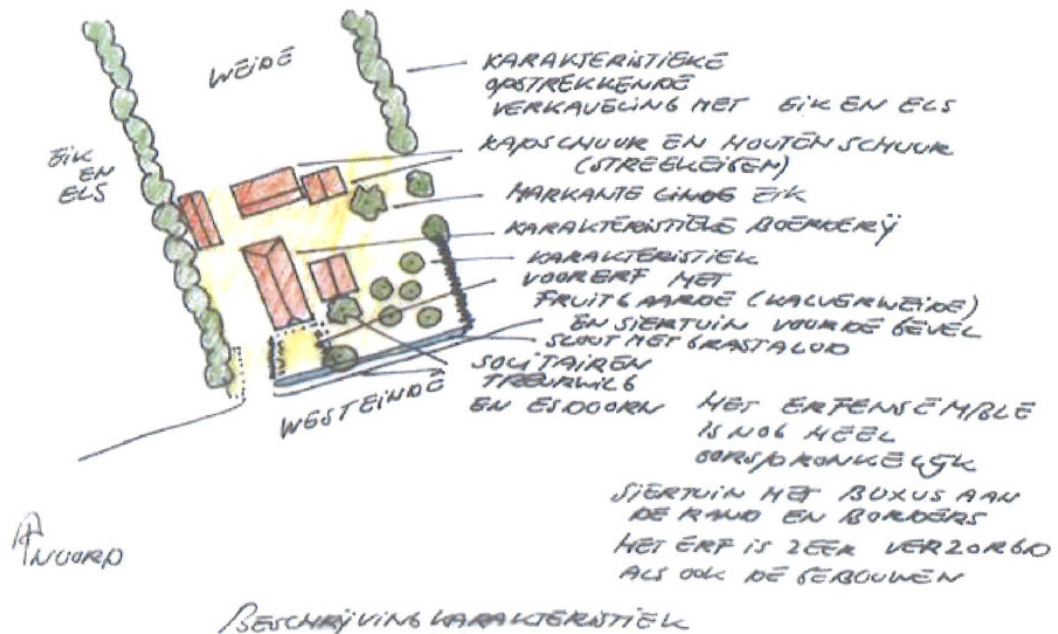 WEIDE
EIK
EN
ELS
KARAKTERISTIEKE
OPSTREKKENDE
VERKAVELING MET EIK EN ELS
KAPSCHUUR EN HOUTEN SCHUUR
(STREEKEIGEN)
MARKANTE LINDE EIK
KARAKTERISTIEKE BOERDERIJ
KARAKTERISTIEK
VOORERF MET
FRUITGAARDE (KALVERWEIDE)
EN SIERTUIN VOOR DE GEVEL
SLOOT MET GRASTALUD
SOLITAIREN
TREURWILG
EN ESDOORN
WESTEINDE
HET ERFENSEMBLE
IS NOG HEEL
OORSPRONKELIJK
SIERTUIN MET BUXUS AAN
DE RAND EN BORDERS
HET ERF IS ZEER VERZORGD
ALS OOK DE GEBOUWEN
NOORD
BESCHRIJVING KARAKTERISTIEK